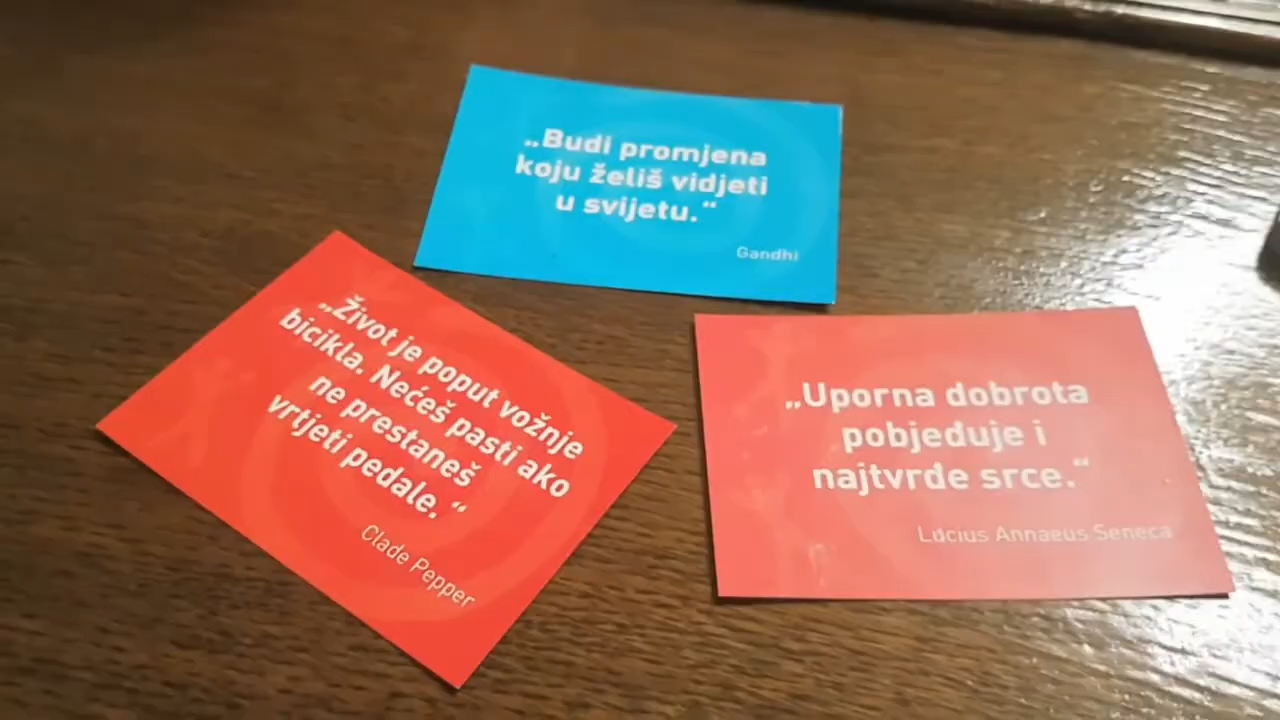 „Budi promjena
koju želiš vidjeti
u svijetu.“
Gandhi
„Život je poput vožnje
bicikla. Nećeš pasti ako
ne prestaneš
vrtjeti pedale. “
Clade Pepper
„Uporna dobrota
pobjeđuje i
najtvrđe srce.“
Lucius Annaeus Seneca